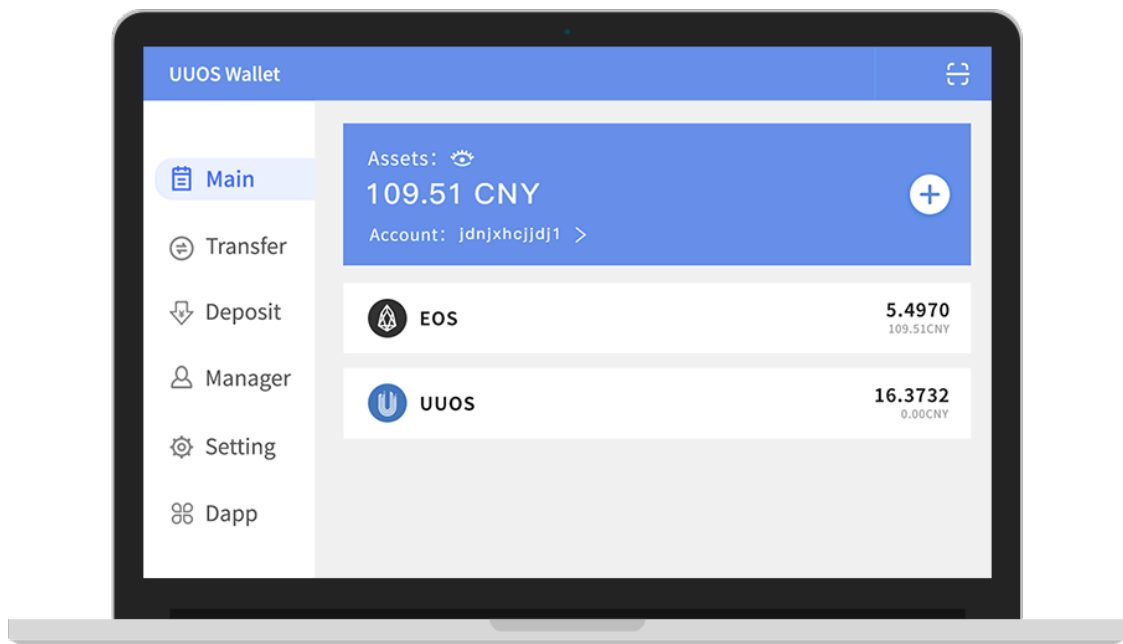 UUOS Wallet
Main
Transfer
Deposit
Manager
Setting
Dapp
Assets:
109.51 CNY
Account: jdnjxhcjjdj1
EOS
5.4970
109.51CNY
UUOS
16.3732
0.00CNY